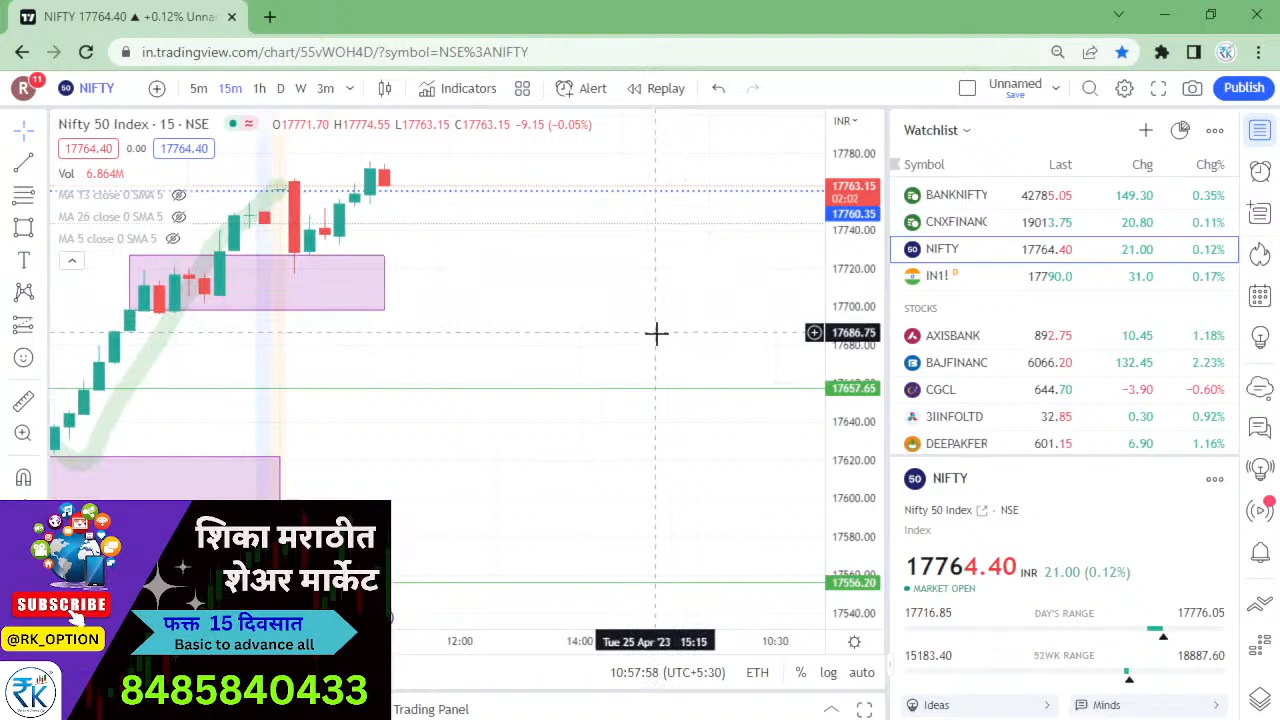 NIFTY 17764.40 ▲ +0.12% Unnar
in.tradingview.com/chart/55vWOH4D/?symbol=NSE%3ANIFTY
R 11 50 NIFTY 5m 15m 1h D W 3m Indicators Alert Replay Unnamed Save Publish
Nifty 50 Index · 15 · NSE O17771.70 H17774.55 L17763.15 C17763.15 -9.15 (-0.05%)
17764.40 0.00 17764.40
Vol 6.864M
MA 13 close 0 SMA 5
MA 26 close 0 SMA 5
MA 5 close 0 SMA 5
INR
17780.00
17763.15
02:02
17760.35
17740.00
17720.00
17700.00
17686.75
17680.00
17657.65
17640.00
17620.00
17600.00
17580.00
17556.20
17540.00
12:00 14:00 Tue 25 Apr '23 15:15 10:30
10:57:58 (UTC+5:30) ETH % log auto
Trading Panel
Watchlist
Symbol Last Chg Chg%
BANKNIFTY 42785.05 149.30 0.35%
CNXFINANC 19013.75 20.80 0.11%
50 NIFTY 17764.40 21.00 0.12%
IN1! D 17790.0 31.0 0.17%
STOCKS
AXISBANK 892.75 10.45 1.18%
BAJFINANC 6066.20 132.45 2.23%
CGCL 644.70 −3.90 −0.60%
3IINFOLTD 32.85 0.30 0.92%
DEEPAKFER 601.15 6.90 1.16%
50 NIFTY
Nifty 50 Index · NSE
Index
17764.40 INR 21.00 (0.12%)
MARKET OPEN
17716.85 DAY'S RANGE 17776.05
15183.40 52WK RANGE 18887.60
Ideas Minds
शिका मराठीत
शेअर मार्केट
SUBSCRIBE
@RK_OPTION
फक्त 15 दिवसात
Basic to advance all
8485840433